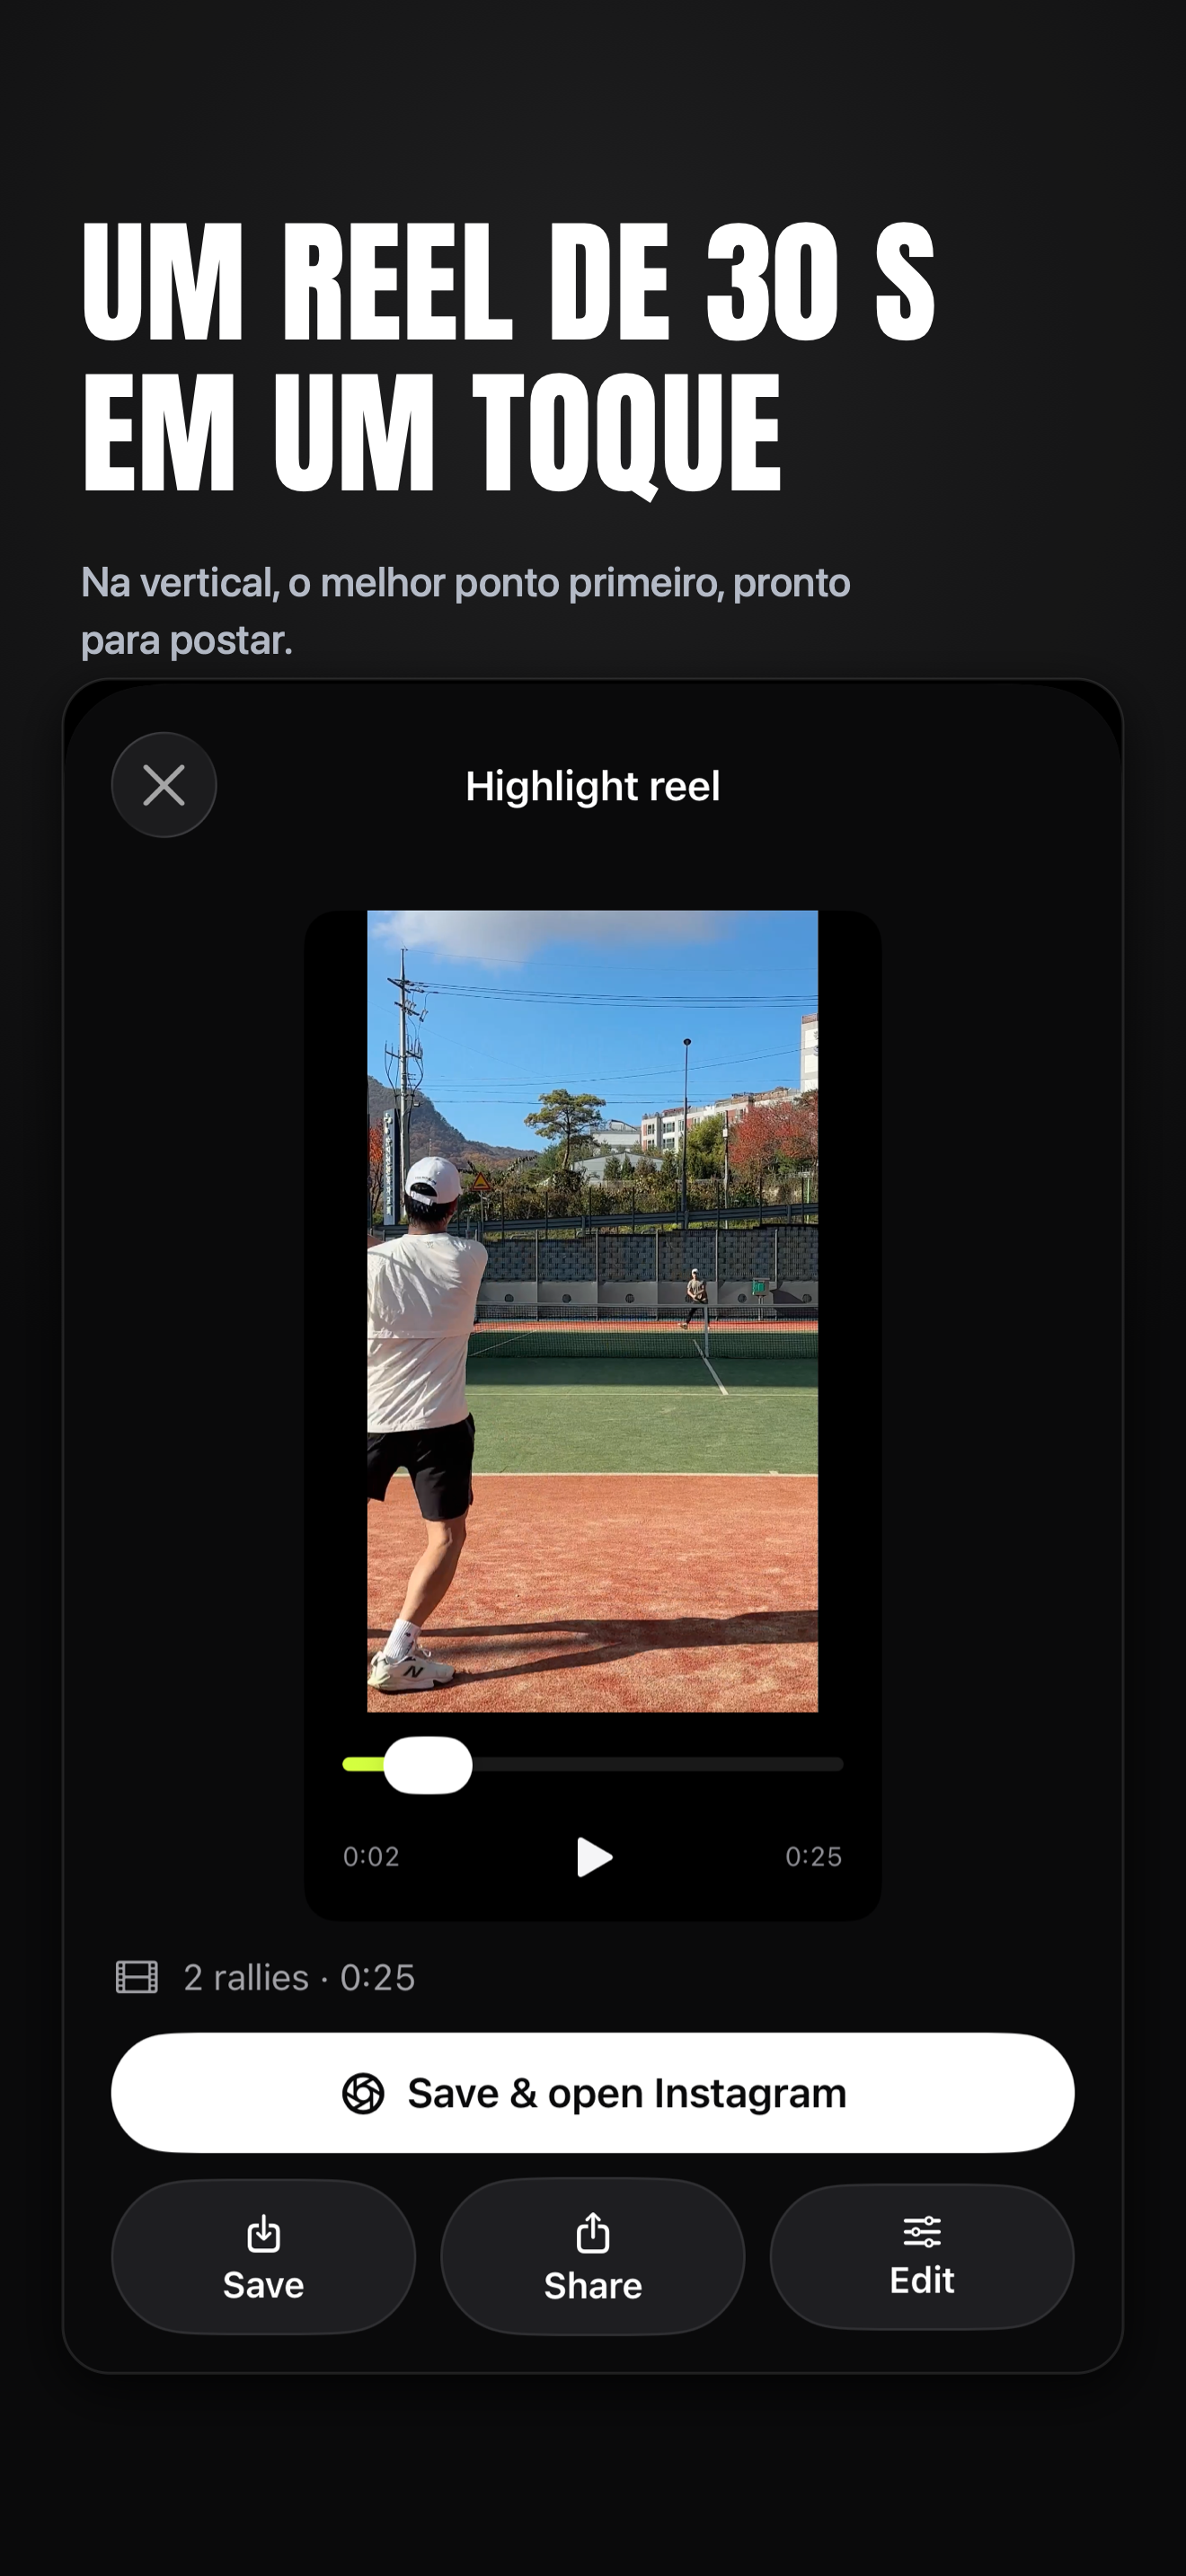 UM REEL DE 30 S
EM UM TOQUE
Na vertical, o melhor ponto primeiro, pronto
para postar.
Highlight reel
N
0:02
0:25
2 rallies · 0:25
Save & open Instagram
Save
Share
Edit